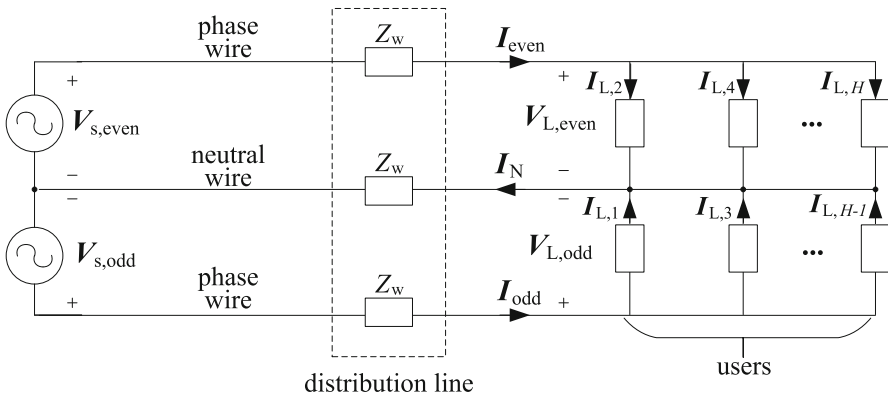 phase
wire
Z_w
I_even
+
+
I_L,2
I_L,4
I_L,H
V_s,even
V_L,even
...
...
neutral
wire
Z_w
I_N
−
−
−
−
I_L,1
I_L,3
I_L,H-1
V_s,odd
V_L,odd
...
...
phase
wire
Z_w
I_odd
+
+
users
distribution line